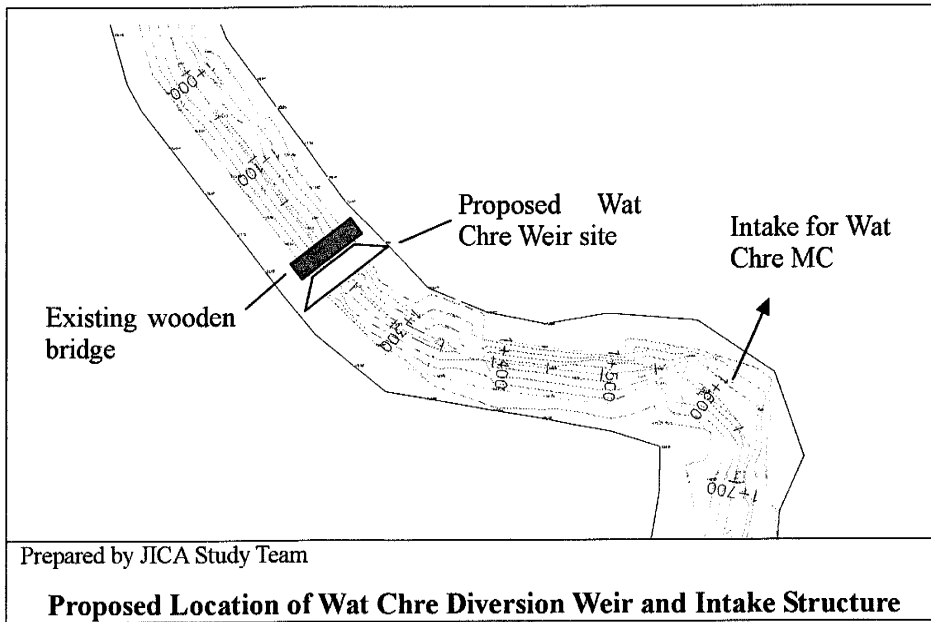 1+000
1+100
Proposed Wat
Chre Weir site
Intake for Wat
Chre MC
Existing wooden
bridge
1+300
1+400
1+500
1+600
1+700
Prepared by JICA Study Team
Proposed Location of Wat Chre Diversion Weir and Intake Structure